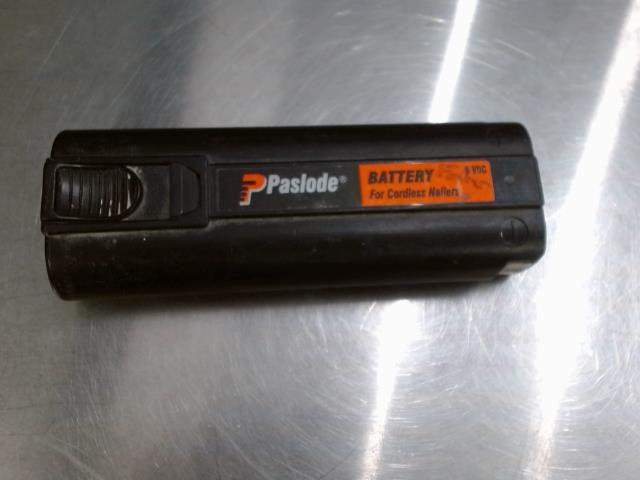 Paslode®
BATTERY 6 VDC
For Cordless Nailers